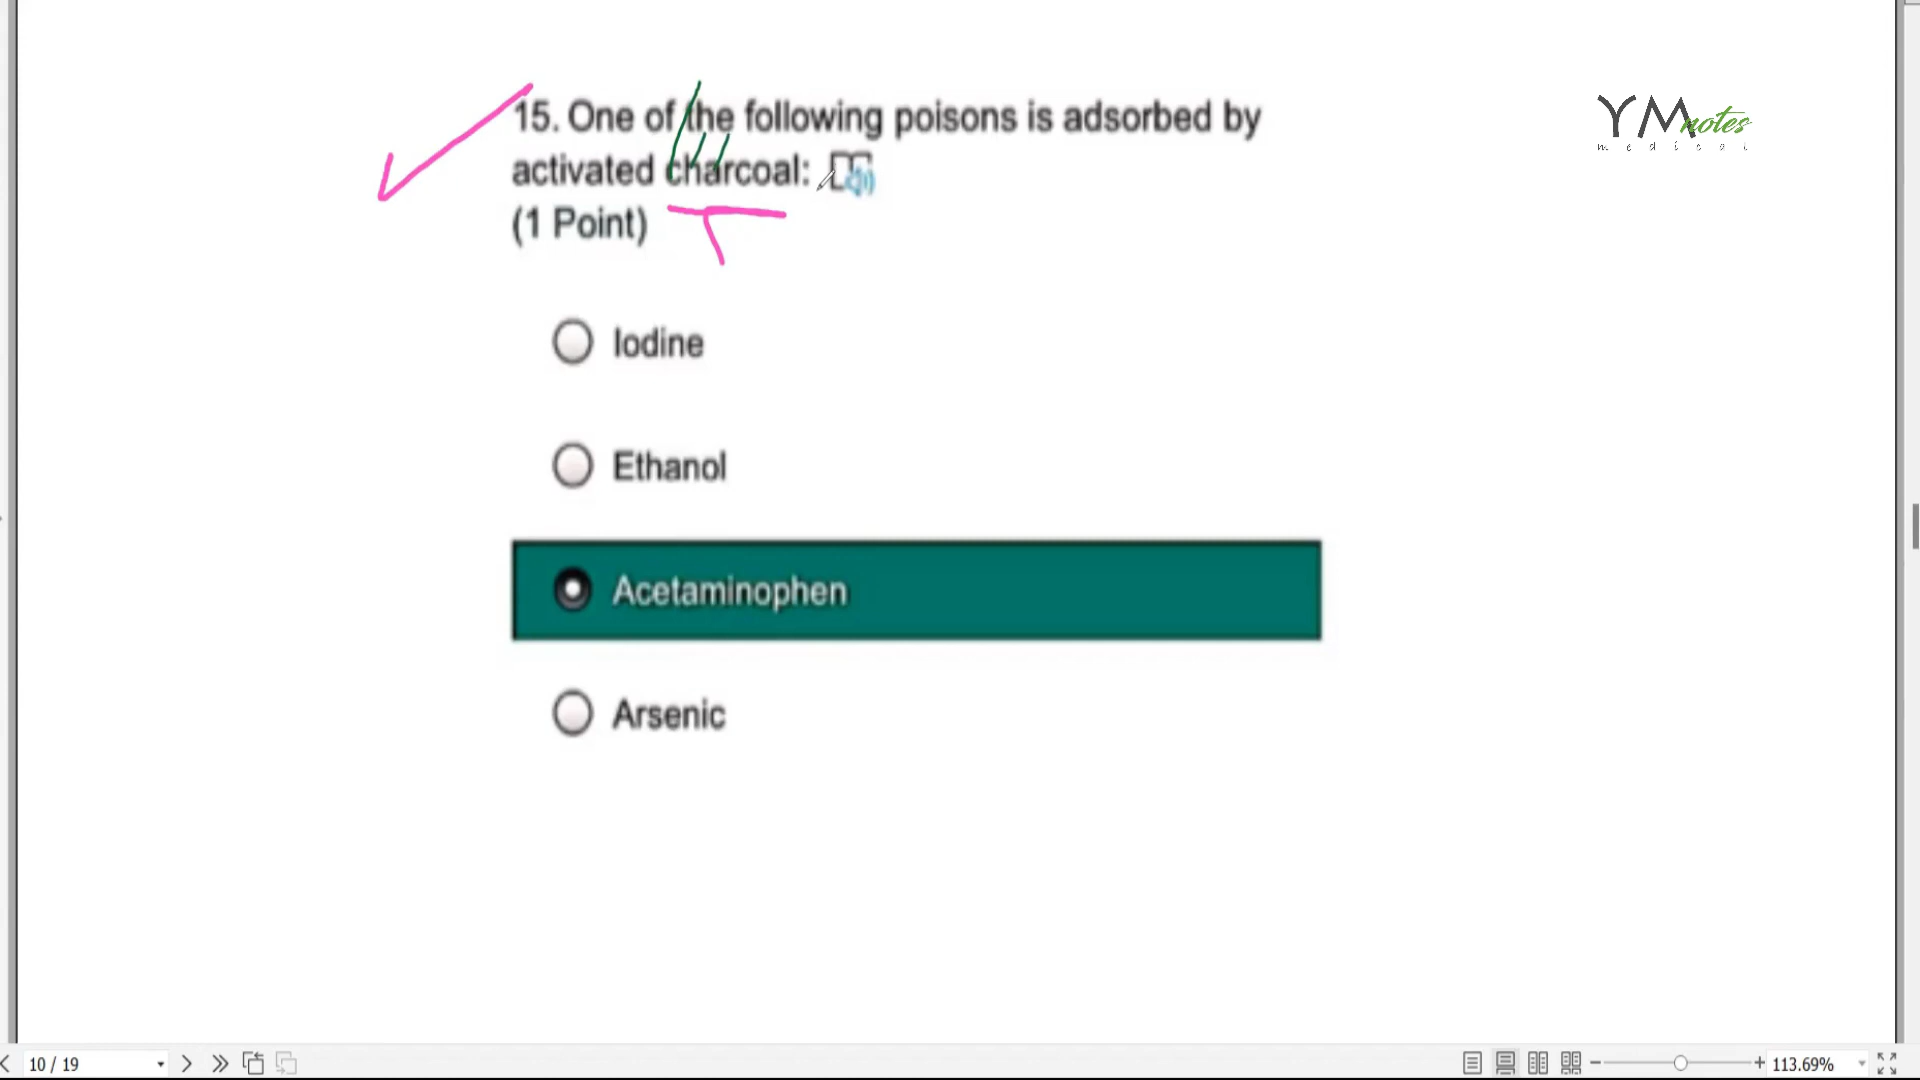 YM notes
medical
15. One of the following poisons is adsorbed by
activated charcoal:
(1 Point)
Iodine
Ethanol
Acetaminophen
Arsenic
10 / 19
113.69%